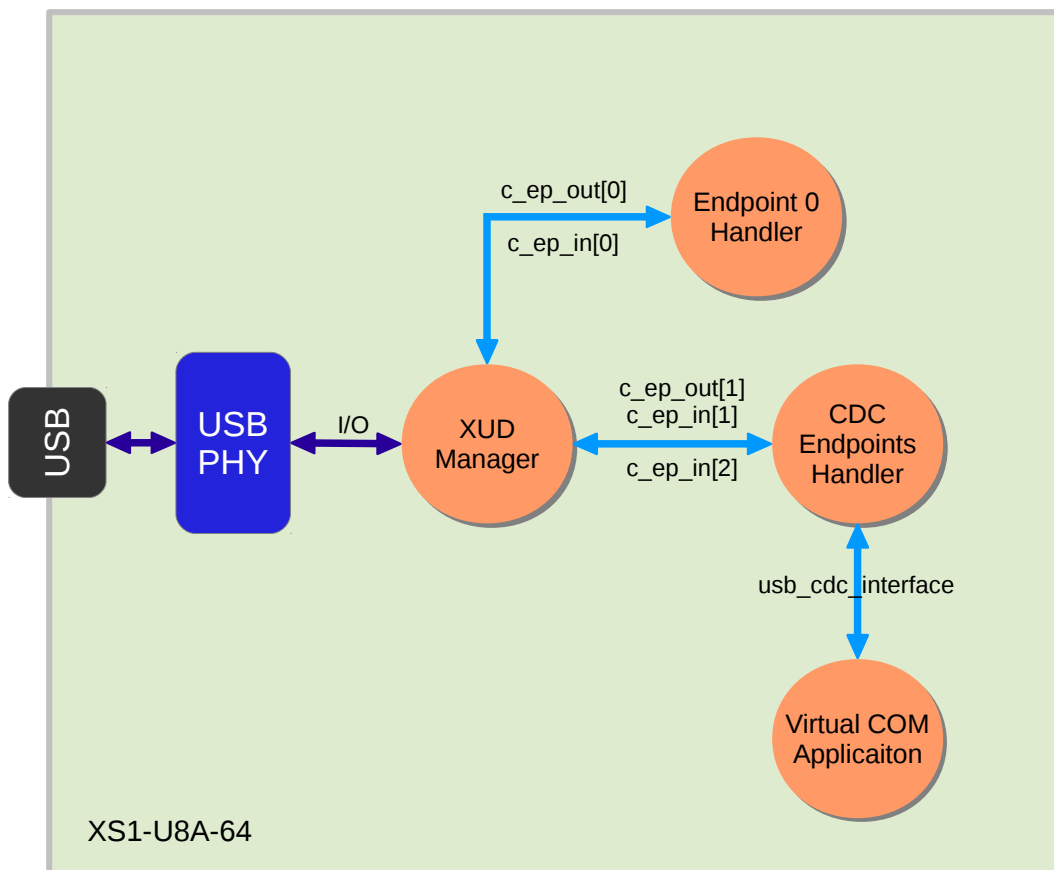 c_ep_out[0]
c_ep_in[0]
Endpoint 0
Handler
USB
USB
PHY
I/O
XUD
Manager
c_ep_out[1]
c_ep_in[1]
c_ep_in[2]
CDC
Endpoints
Handler
usb_cdc_interface
Virtual COM
Applicaiton
XS1-U8A-64